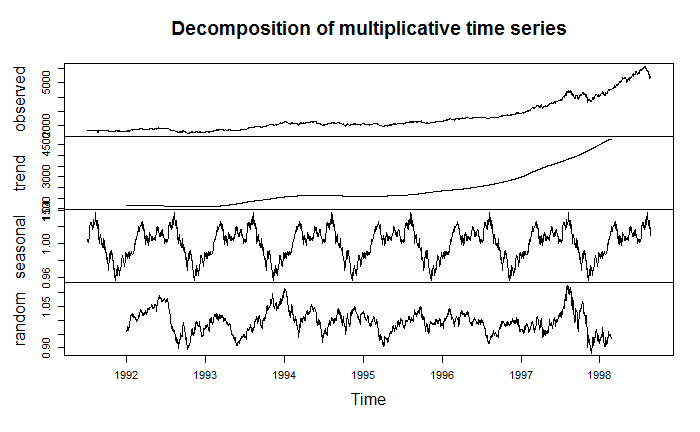 Decomposition of multiplicative time series
observed
2000 5000
trend
3000 4500
seasonal
0.96 1.00
random
0.90 1.05
1992 1993 1994 1995 1996 1997 1998
Time